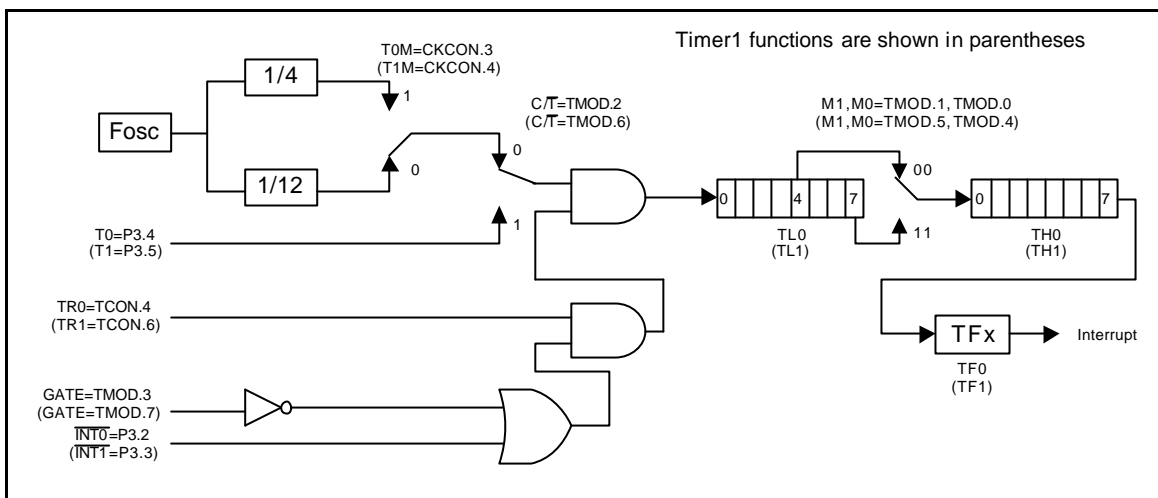 Timer1 functions are shown in parentheses
T0M=CKCON.3
(T1M=CKCON.4)
1/4
1
Fosc
C/T̅=TMOD.2
(C/T̅=TMOD.6)
M1,M0=TMOD.1,TMOD.0
(M1,M0=TMOD.5,TMOD.4)
0
0
1/12
00
0 4 7
0 7
1
11
T0=P3.4
(T1=P3.5)
TL0
(TL1)
TH0
(TH1)
TR0=TCON.4
(TR1=TCON.6)
TFx
Interrupt
TF0
(TF1)
GATE=TMOD.3
(GATE=TMOD.7)
I̅N̅T̅0̅=P3.2
(I̅N̅T̅1̅=P3.3)